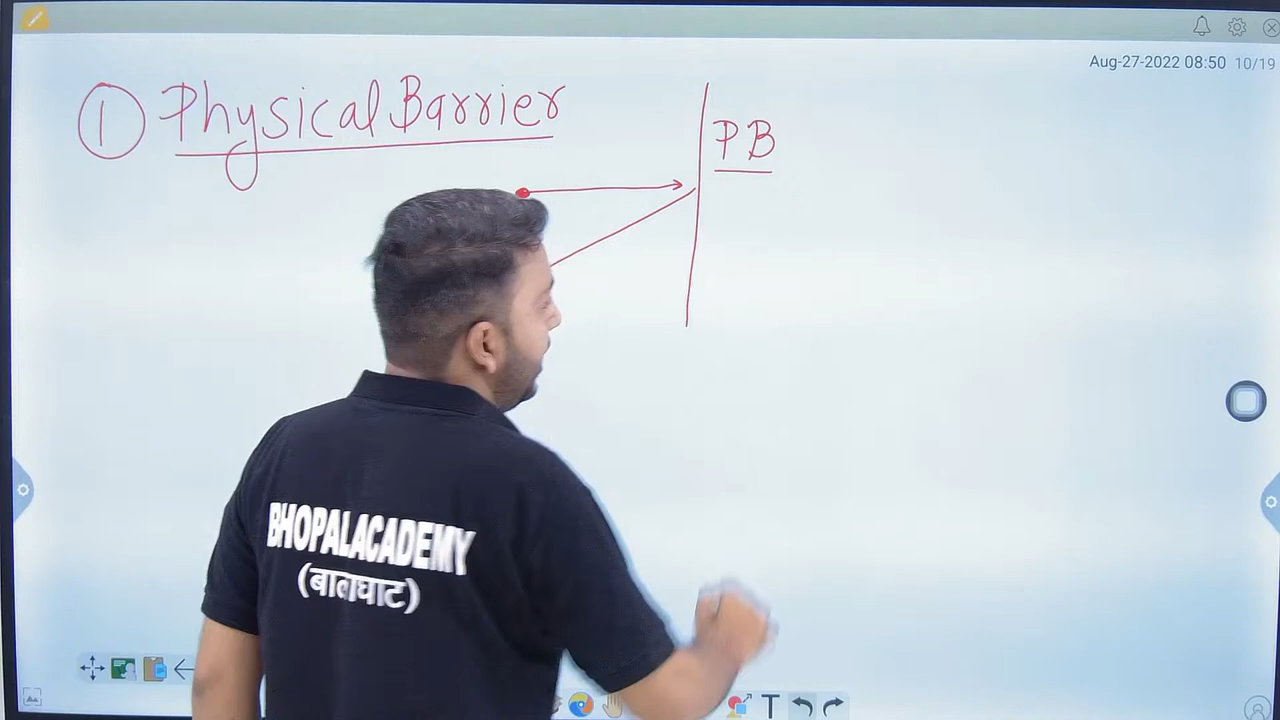 Aug-27-2022 08:50 10/19
① Physical Barrier
PB
BHOPALACADEMY
(बालाघाट)
T